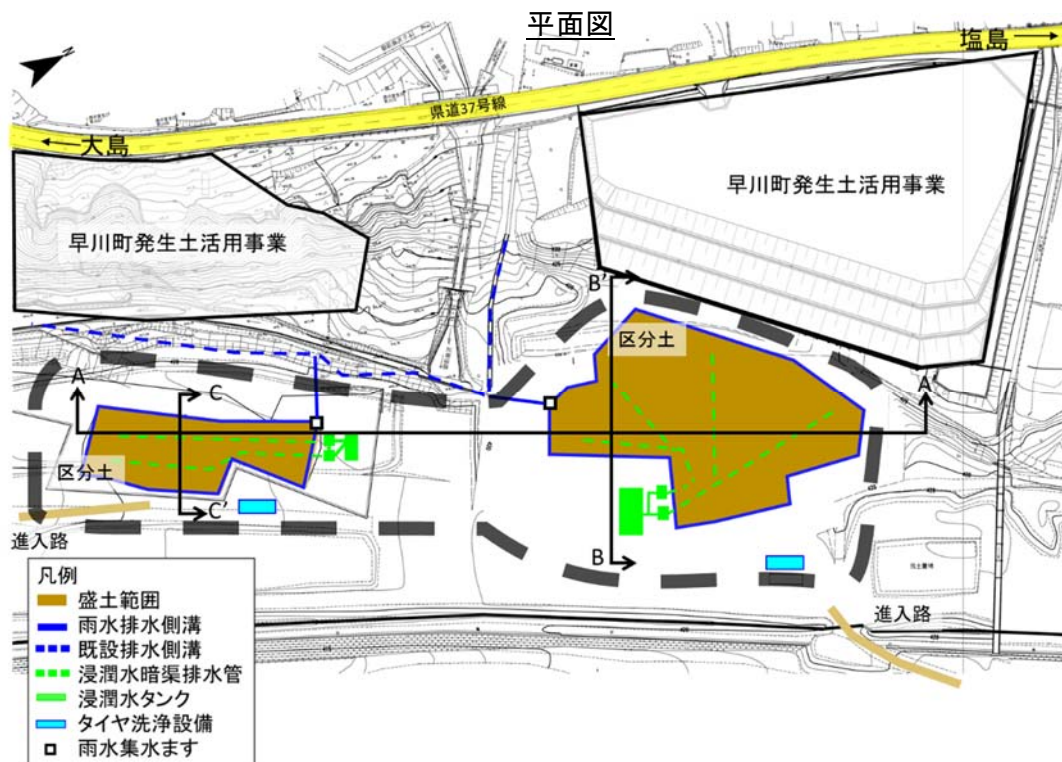 平面図
N
塩島
県道37号線
大島
早川町発生土活用事業
早川町発生土活用事業
B'
区分土
A
C
A'
区分土
C'
進入路
B
進入路
凡例
盛土範囲
雨水排水側溝
既設排水側溝
浸潤水暗渠排水管
浸潤水タンク
タイヤ洗浄設備
雨水集水ます